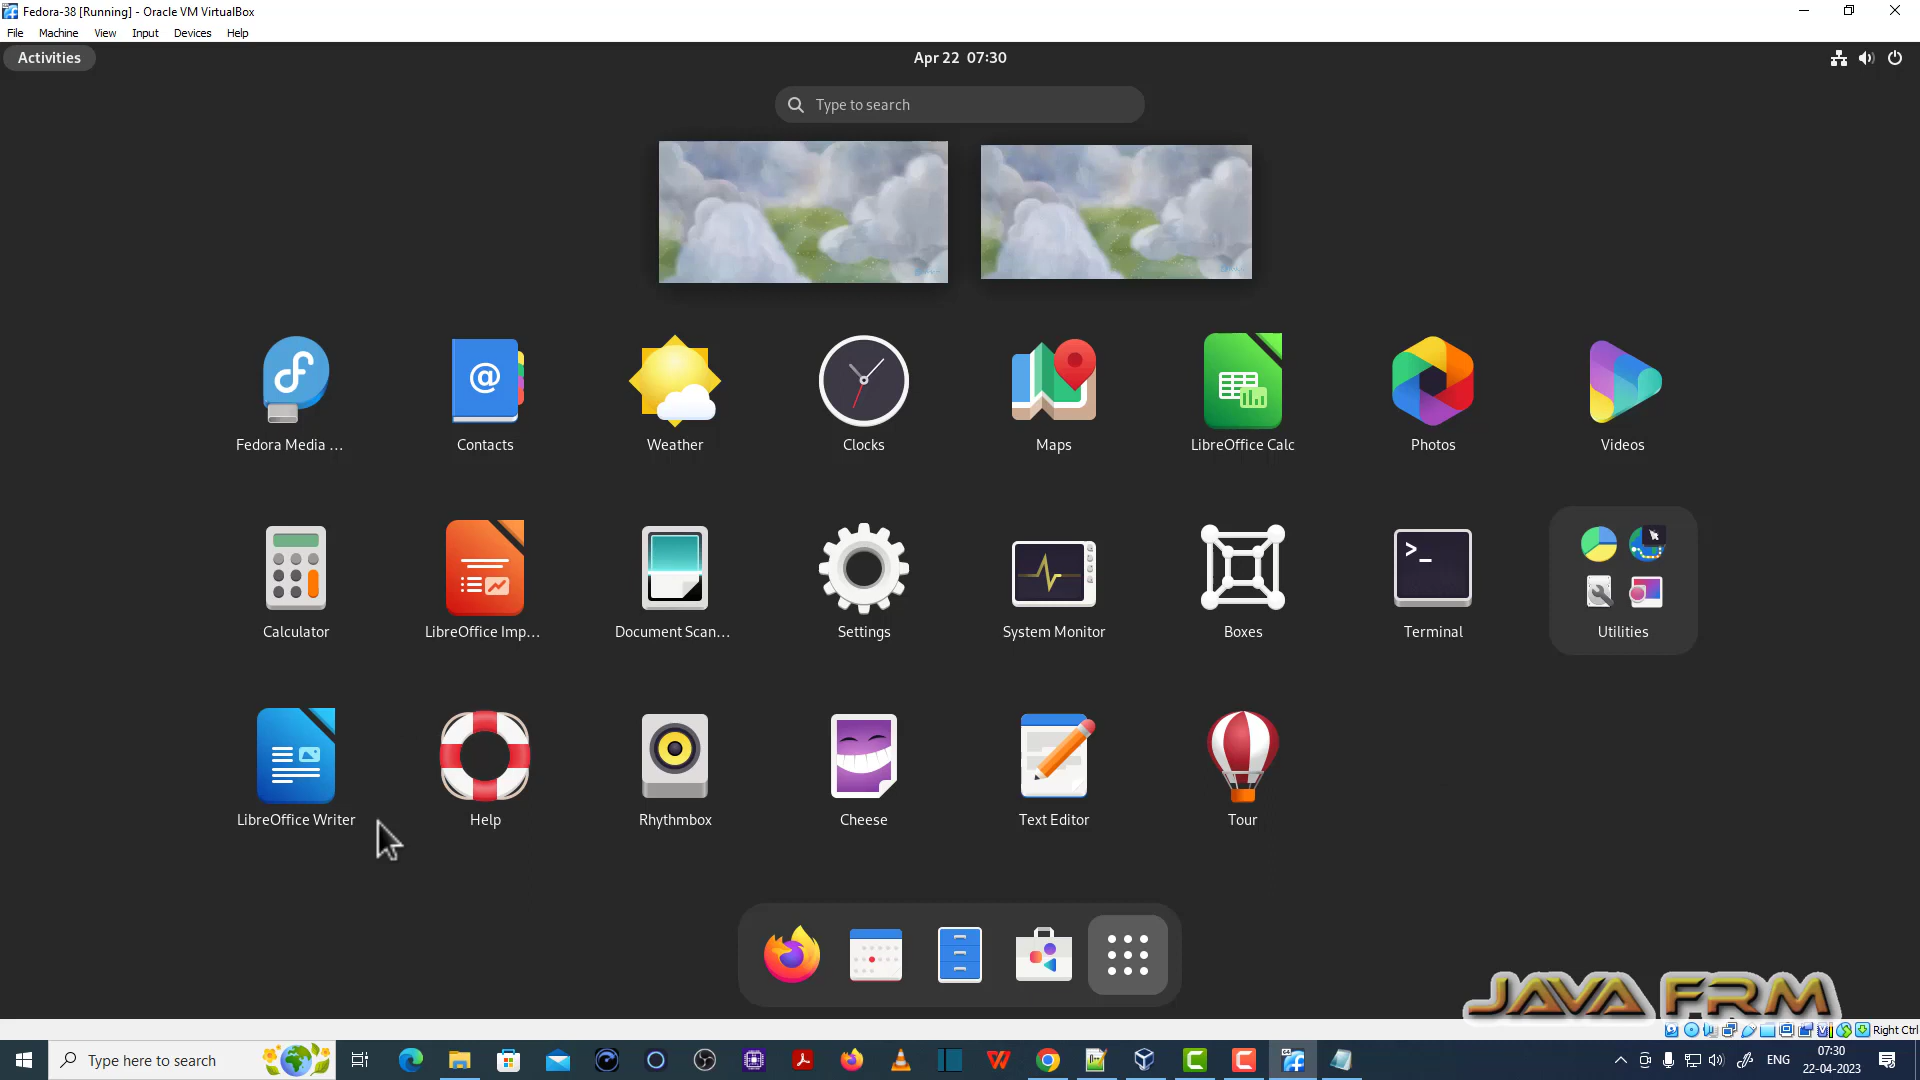 Fedora-38 [Running] - Oracle VM VirtualBox
File Machine View Input Devices Help
Activities
Apr 22 07:30
Type to search
Fedora Media ...
Contacts
Weather
Clocks
Maps
LibreOffice Calc
Photos
Videos
Calculator
LibreOffice Imp...
Document Scan...
Settings
System Monitor
Boxes
Terminal
Utilities
LibreOffice Writer
Help
Rhythmbox
Cheese
Text Editor
Tour
JAVA FRM
Right Ctrl
Type here to search
ENG
07:30
22-04-2023